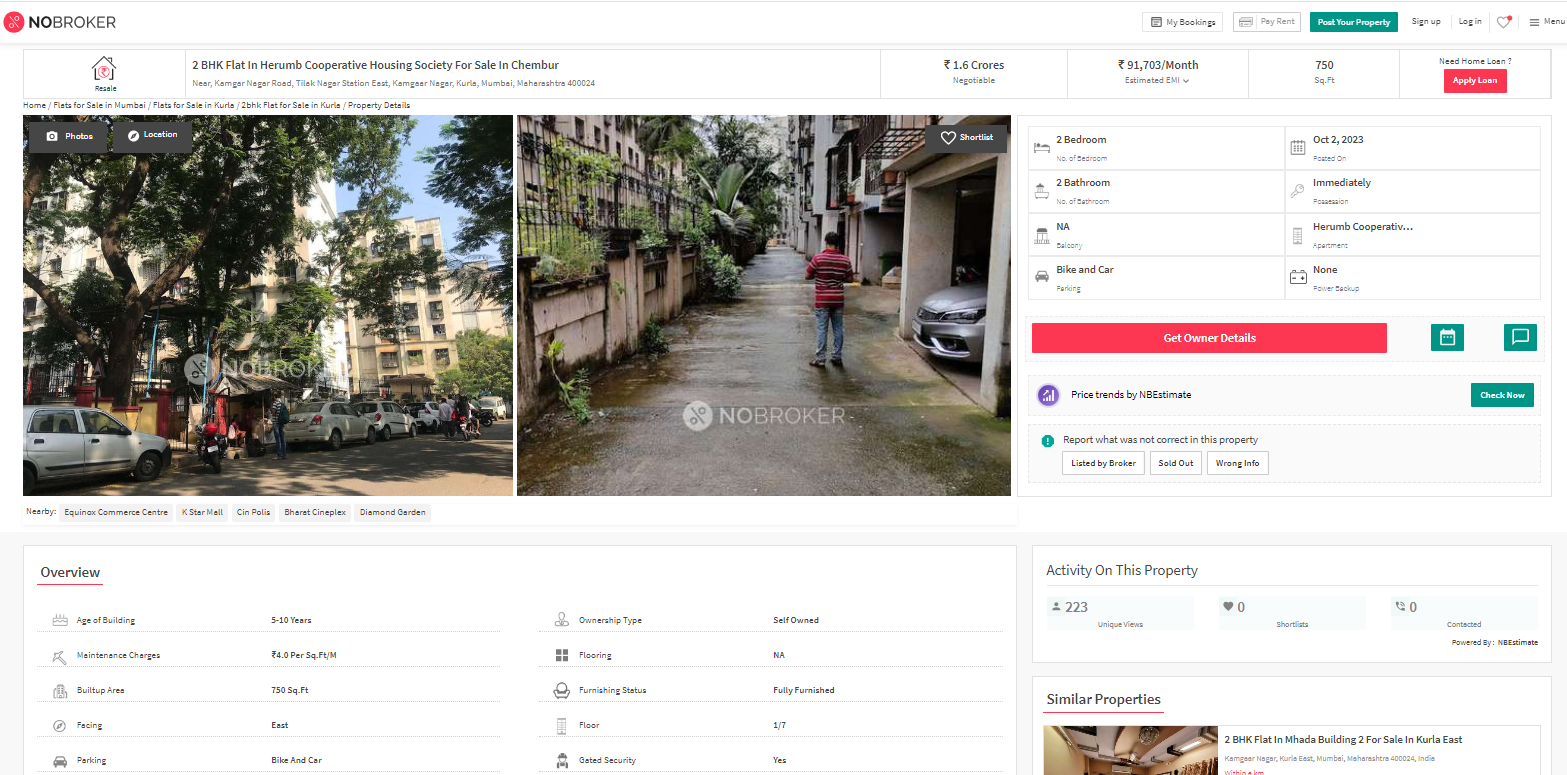 NOBROKER
My Bookings
Pay Rent
Post Your Property
Sign up
Log in
Menu
Resale
2 BHK Flat In Herumb Cooperative Housing Society For Sale In Chembur
Near, Kamgar Nagar Road, Tilak Nagar Station East, Kamgaar Nagar, Kurla, Mumbai, Maharashtra 400024
₹ 1.6 Crores
Negotiable
₹ 91,703/Month
Estimated EMI
750
Sq.Ft
Need Home Loan ?
Apply Loan
Home / Flats for Sale in Mumbai / Flats for Sale in Kurla / 2bhk Flat for Sale in Kurla / Property Details
Photos
Location
Shortlist
NOBROKER
NOBROKER
2 Bedroom
No. of Bedroom
Oct 2, 2023
Posted On
2 Bathroom
No. of Bathroom
Immediately
Possession
NA
Balcony
Herumb Cooperativ...
Apartment
Bike and Car
Parking
None
Power Backup
Get Owner Details
Price trends by NBEstimate
Check Now
Report what was not correct in this property
Listed by Broker
Sold Out
Wrong Info
Nearby:
Equinox Commerce Centre
K Star Mall
Cin Polis
Bharat Cineplex
Diamond Garden
Overview
Age of Building
5-10 Years
Ownership Type
Self Owned
Maintenance Charges
₹4.0 Per Sq.Ft/M
Flooring
NA
Builtup Area
750 Sq.Ft
Furnishing Status
Fully Furnished
Facing
East
Floor
1/7
Parking
Bike And Car
Gated Security
Yes
Activity On This Property
223
Unique Views
0
Shortlists
0
Contacted
Powered By : NBEstimate
Similar Properties
2 BHK Flat In Mhada Building 2 For Sale In Kurla East
Kamgaar Nagar, Kurla East, Mumbai, Maharashtra 400024, India
Within a km